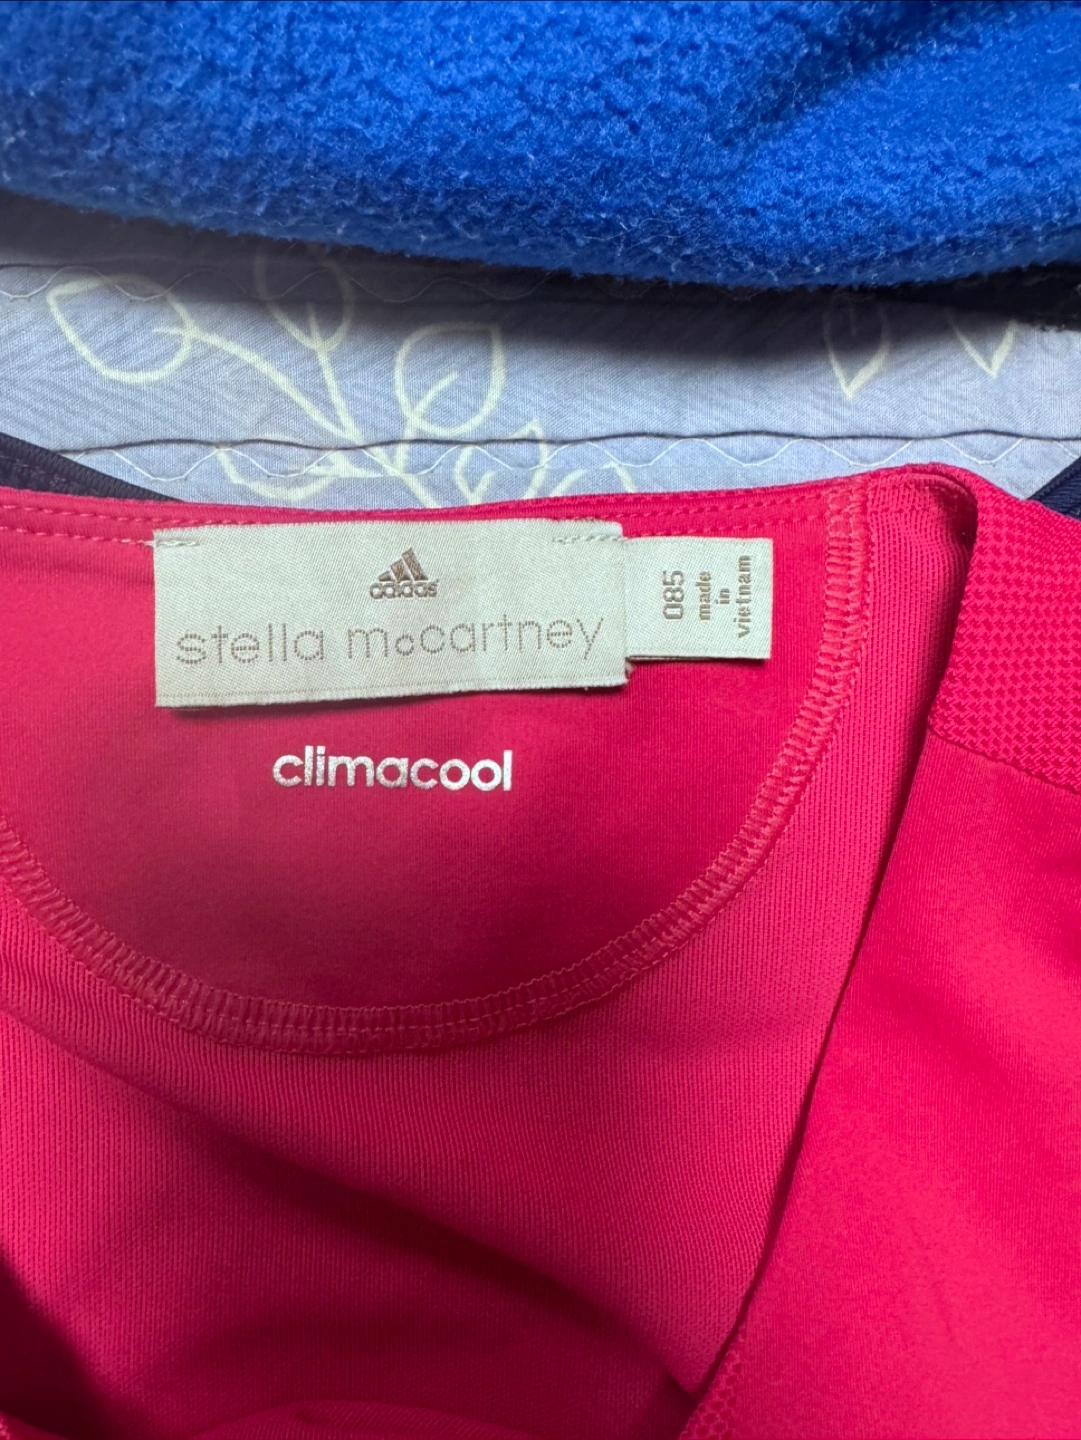 adidas
stella mccartney
climacool
085
made
in
vietnam